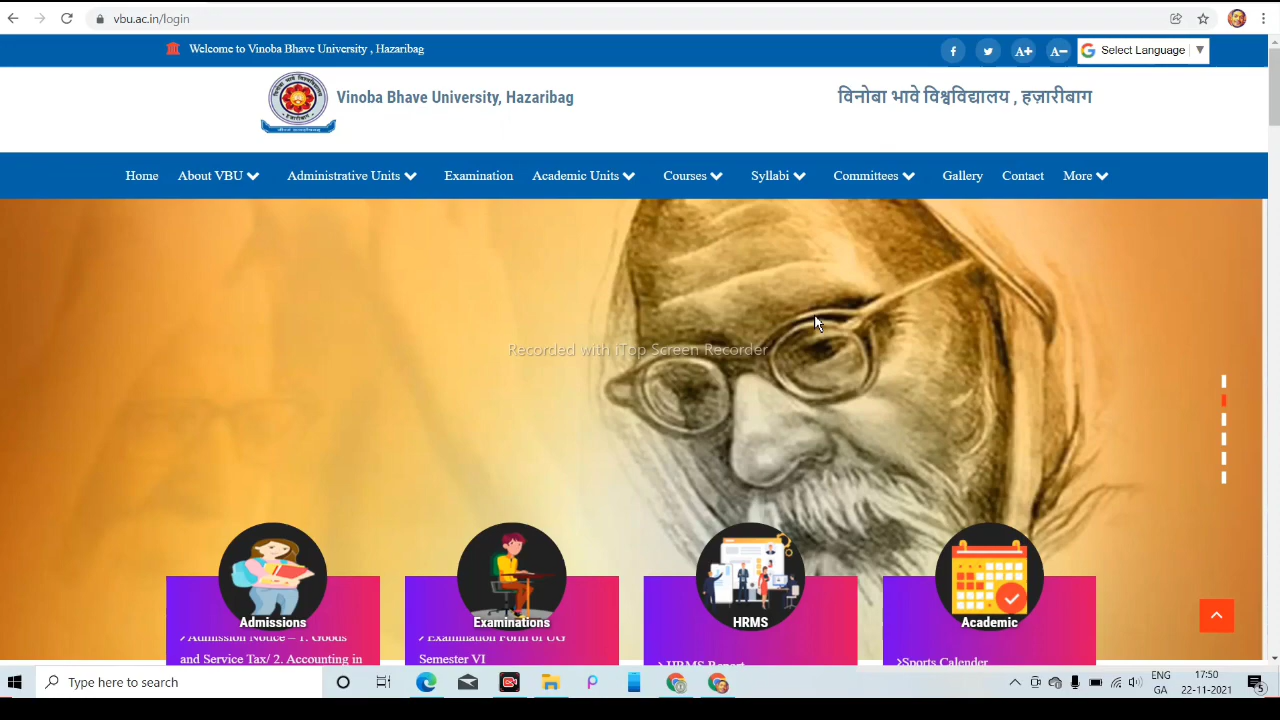 vbu.ac.in/login
Welcome to Vinoba Bhave University , Hazaribag
A+ A− Select Language ▼
Vinoba Bhave University, Hazaribag
विनोबा भावे विश्वविद्यालय , हज़ारीबाग
Home About VBU Administrative Units Examination Academic Units Courses Syllabi Committees Gallery Contact More
Recorded with iTop Screen Recorder
Admissions Examinations HRMS Academic
Admission Notice – 1. Goods
and Service Tax/ 2. Accounting in
Examination Form of UG
Semester VI
HRMS Report
Sports Calender
Type here to search
ENG
GA
17:50
22-11-2021
5